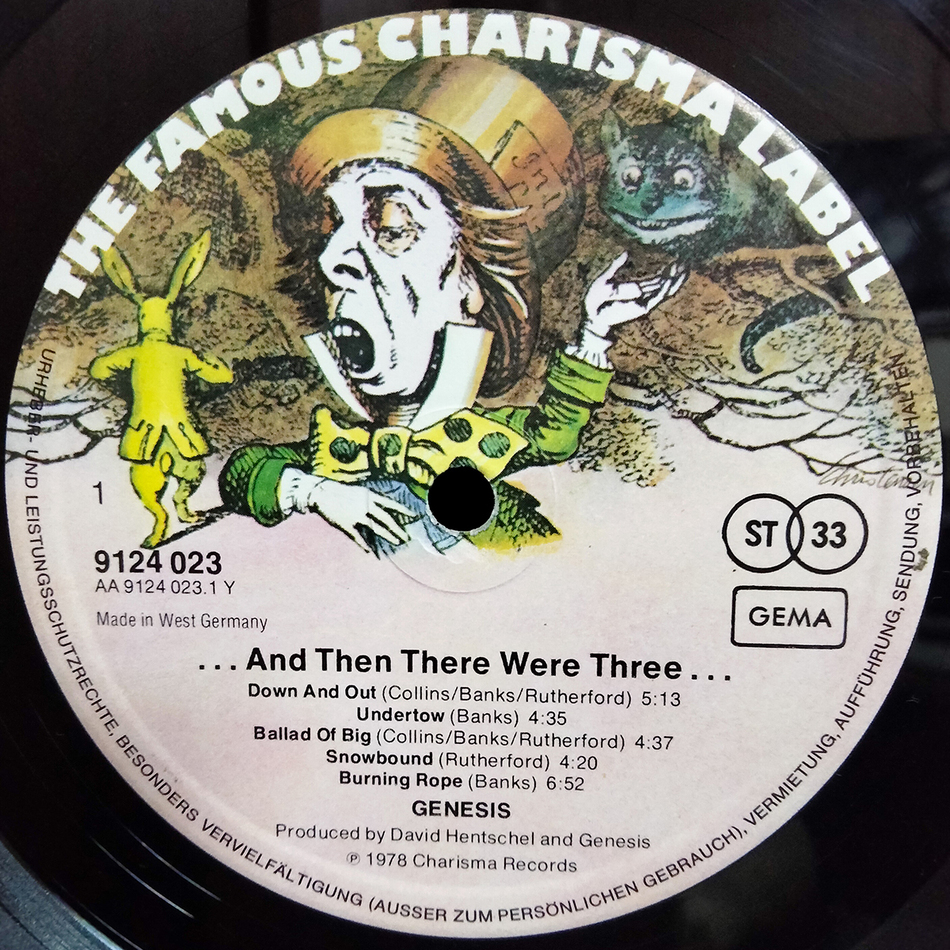 THE FAMOUS CHARISMA LABEL
1
9124 023
AA 9124 023.1 Y
Made in West Germany
ST 33
GEMA
...And Then There Were Three...
Down And Out (Collins/Banks/Rutherford) 5:13
Undertow (Banks) 4:35
Ballad Of Big (Collins/Banks/Rutherford) 4:37
Snowbound (Rutherford) 4:20
Burning Rope (Banks) 6:52
GENESIS
Produced by David Hentschel and Genesis
℗ 1978 Charisma Records
URHEBER- UND LEISTUNGSSCHUTZRECHTE, BESONDERS VERVIELFÄLTIGUNG (AUSSER ZUM PERSÖNLICHEN GEBRAUCH), VERMIETUNG, AUFFÜHRUNG, SENDUNG, VORBEHALTEN